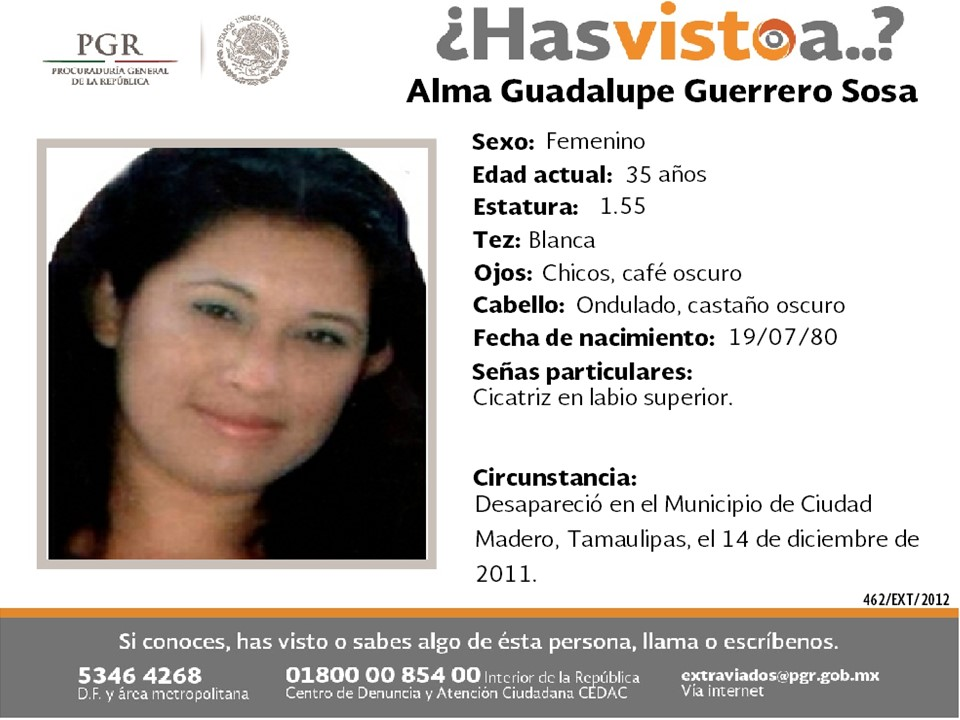 PGR
PROCURADURÍA GENERAL
DE LA REPÚBLICA
ESTADOS UNIDOS MEXICANOS
¿Hasvistoa..?
Alma Guadalupe Guerrero Sosa
Sexo: Femenino
Edad actual: 35 años
Estatura: 1.55
Tez: Blanca
Ojos: Chicos, café oscuro
Cabello: Ondulado, castaño oscuro
Fecha de nacimiento: 19/07/80
Señas particulares:
Cicatriz en labio superior.
Circunstancia:
Desapareció en el Municipio de Ciudad
Madero, Tamaulipas, el 14 de diciembre de
2011.
462/EXT/2012
Si conoces, has visto o sabes algo de ésta persona, llama o escríbenos.
5346 4268
D.F. y área metropolitana
01800 00 854 00 Interior de la República
Centro de Denuncia y Atención Ciudadana CEDAC
extraviados@pgr.gob.mx
Vía internet